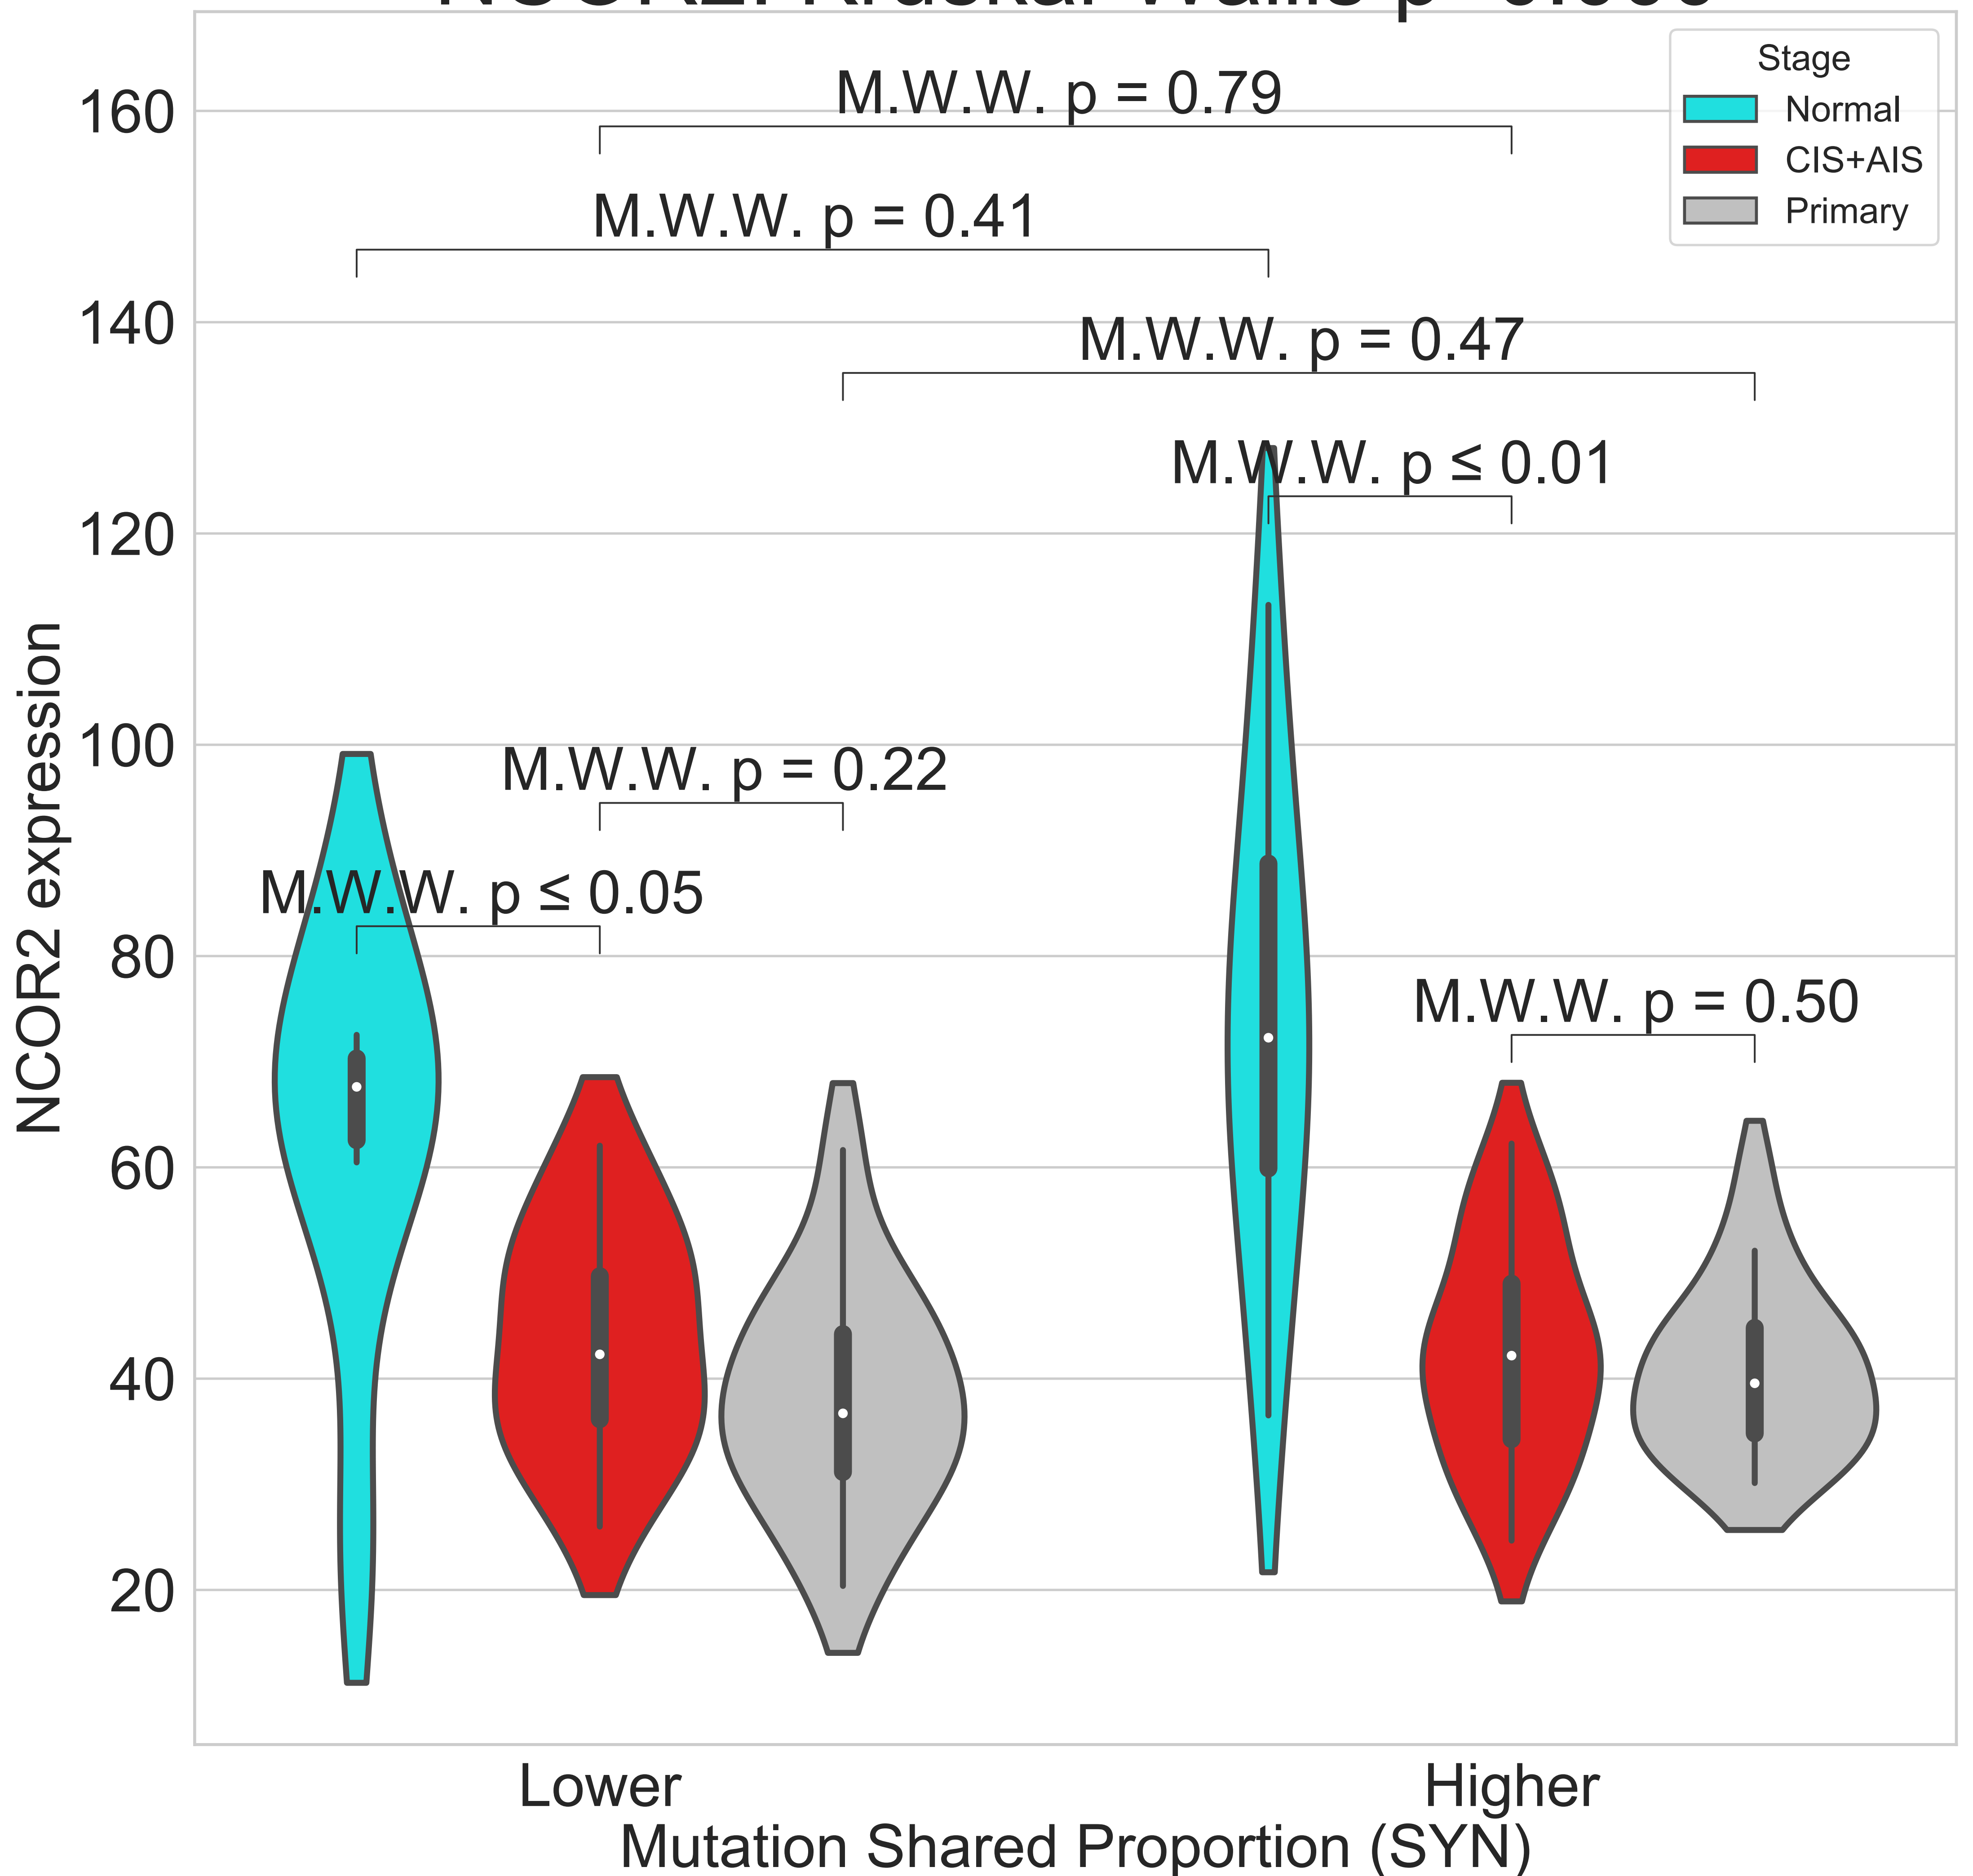 Stage
Normal
CIS+AIS
Primary
M.W.W. p = 0.79
M.W.W. p = 0.41
M.W.W. p = 0.47
M.W.W. p ≤ 0.01
M.W.W. p = 0.22
M.W.W. p ≤ 0.05
M.W.W. p = 0.50
160
140
120
100
80
60
40
20
NCOR2 expression
Lower
Higher
Mutation Shared Proportion (SYN)